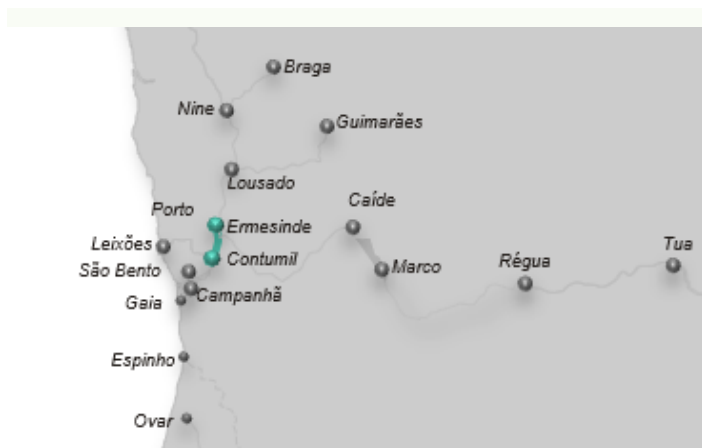 Braga
Nine
Guimarães
Lousado
Caíde
Porto
Ermesinde
Leixões
Contumil
Régua
Tua
São Bento
Marco
Campanhã
Gaia
Espinho
Ovar